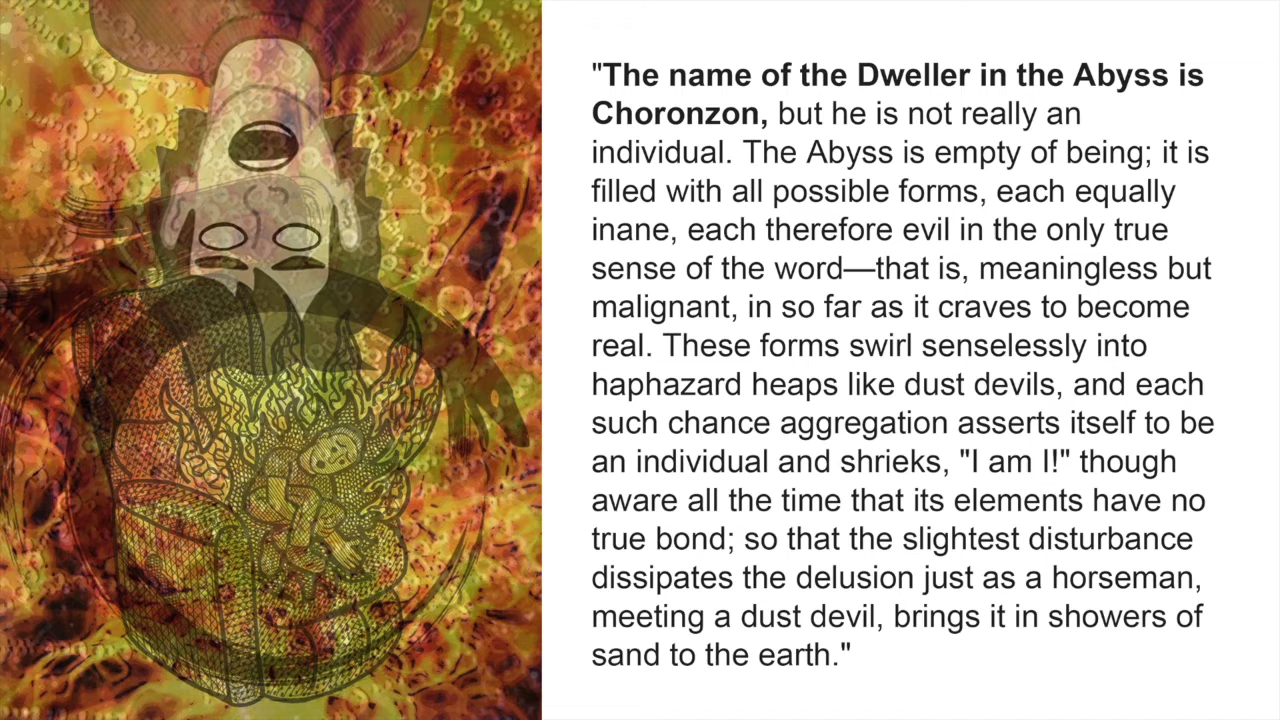 "The name of the Dweller in the Abyss is
Choronzon, but he is not really an
individual. The Abyss is empty of being; it is
filled with all possible forms, each equally
inane, each therefore evil in the only true
sense of the word—that is, meaningless but
malignant, in so far as it craves to become
real. These forms swirl senselessly into
haphazard heaps like dust devils, and each
such chance aggregation asserts itself to be
an individual and shrieks, "I am I!" though
aware all the time that its elements have no
true bond; so that the slightest disturbance
dissipates the delusion just as a horseman,
meeting a dust devil, brings it in showers of
sand to the earth."